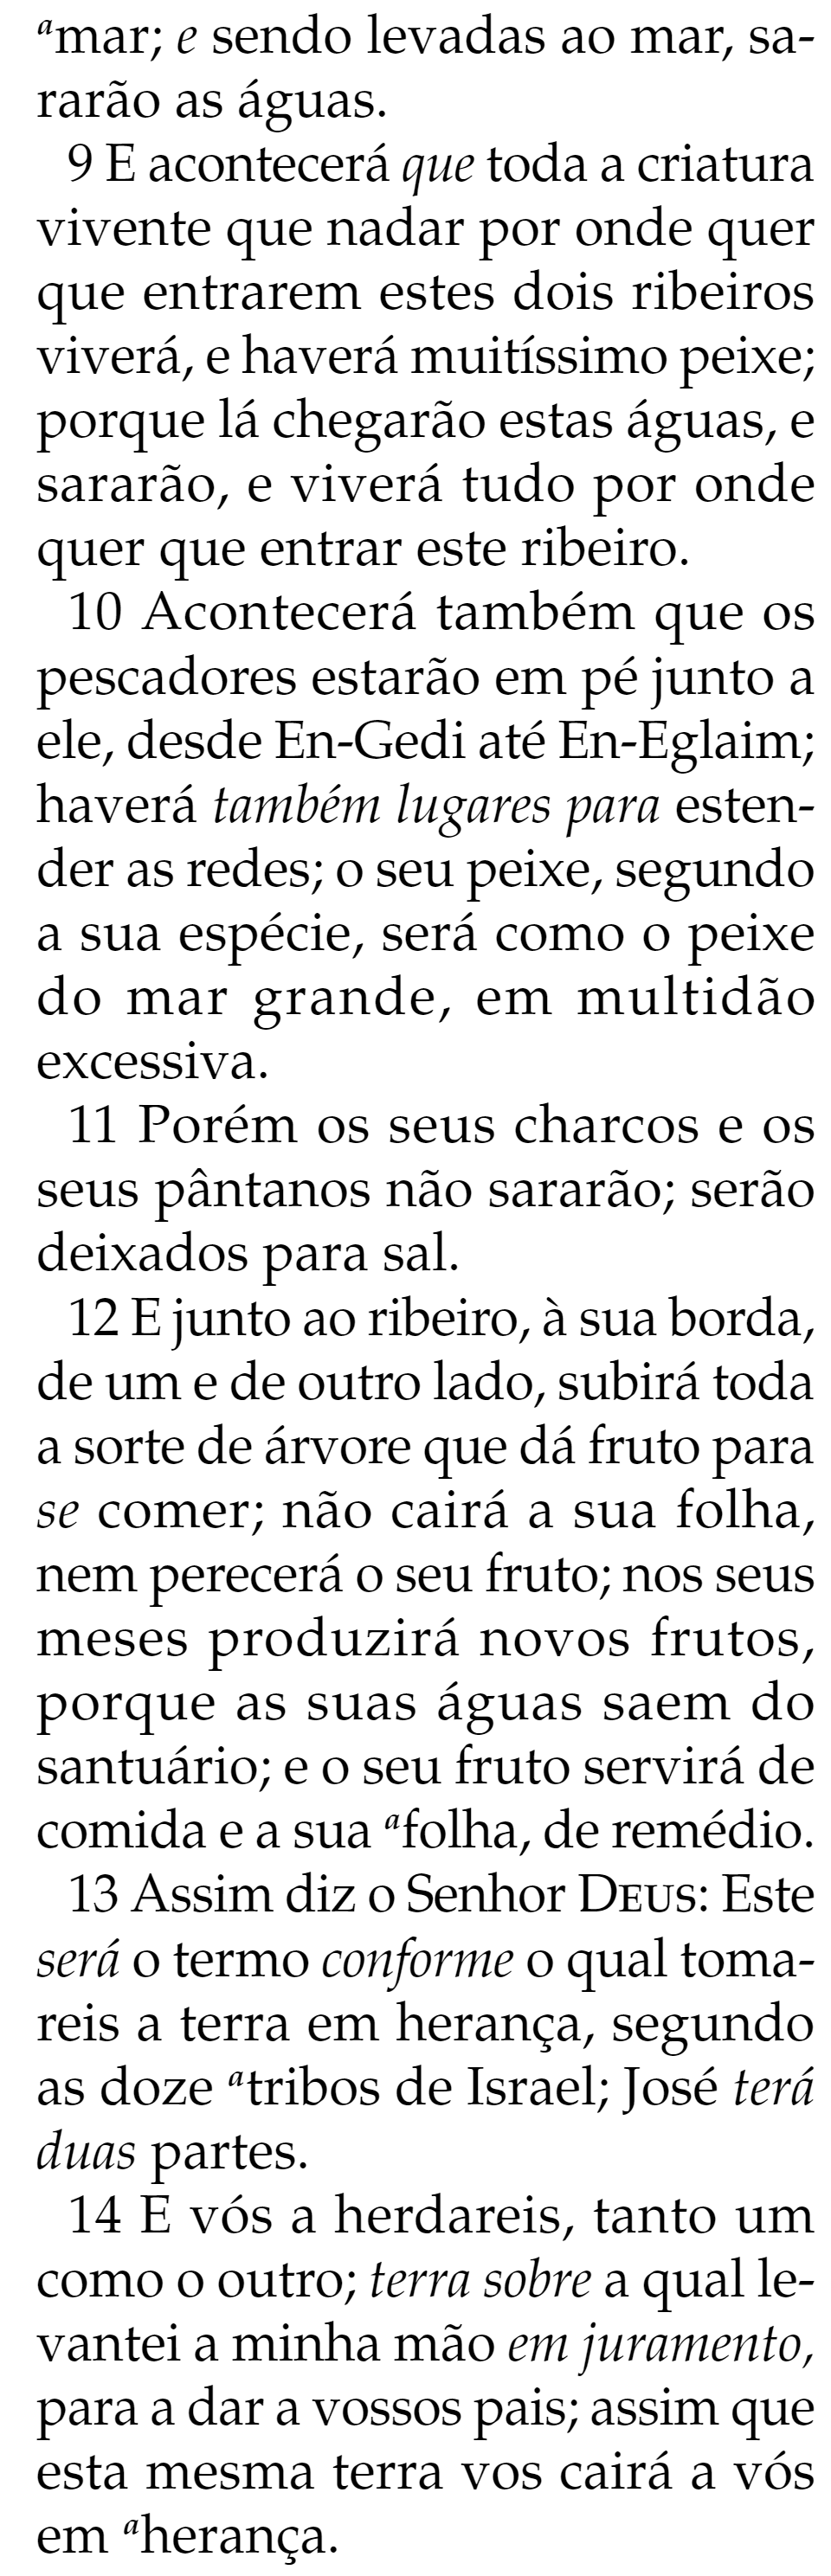 ᵃmar; e sendo levadas ao mar, sa-
rarão as águas.
9 E acontecerá que toda a criatura
vivente que nadar por onde quer
que entrarem estes dois ribeiros
viverá, e haverá muitíssimo peixe;
porque lá chegarão estas águas, e
sararão, e viverá tudo por onde
quer que entrar este ribeiro.
10 Acontecerá também que os
pescadores estarão em pé junto a
ele, desde En-Gedi até En-Eglaim;
haverá também lugares para esten-
der as redes; o seu peixe, segundo
a sua espécie, será como o peixe
do mar grande, em multidão
excessiva.
11 Porém os seus charcos e os
seus pântanos não sararão; serão
deixados para sal.
12 E junto ao ribeiro, à sua borda,
de um e de outro lado, subirá toda
a sorte de árvore que dá fruto para
se comer; não cairá a sua folha,
nem perecerá o seu fruto; nos seus
meses produzirá novos frutos,
porque as suas águas saem do
santuário; e o seu fruto servirá de
comida e a sua ᵃfolha, de remédio.
13 Assim diz o Senhor DEUS: Este
será o termo conforme o qual toma-
reis a terra em herança, segundo
as doze ᵃtribos de Israel; José terá
duas partes.
14 E vós a herdareis, tanto um
como o outro; terra sobre a qual le-
vantei a minha mão em juramento,
para a dar a vossos pais; assim que
esta mesma terra vos cairá a vós
em ᵃherança.